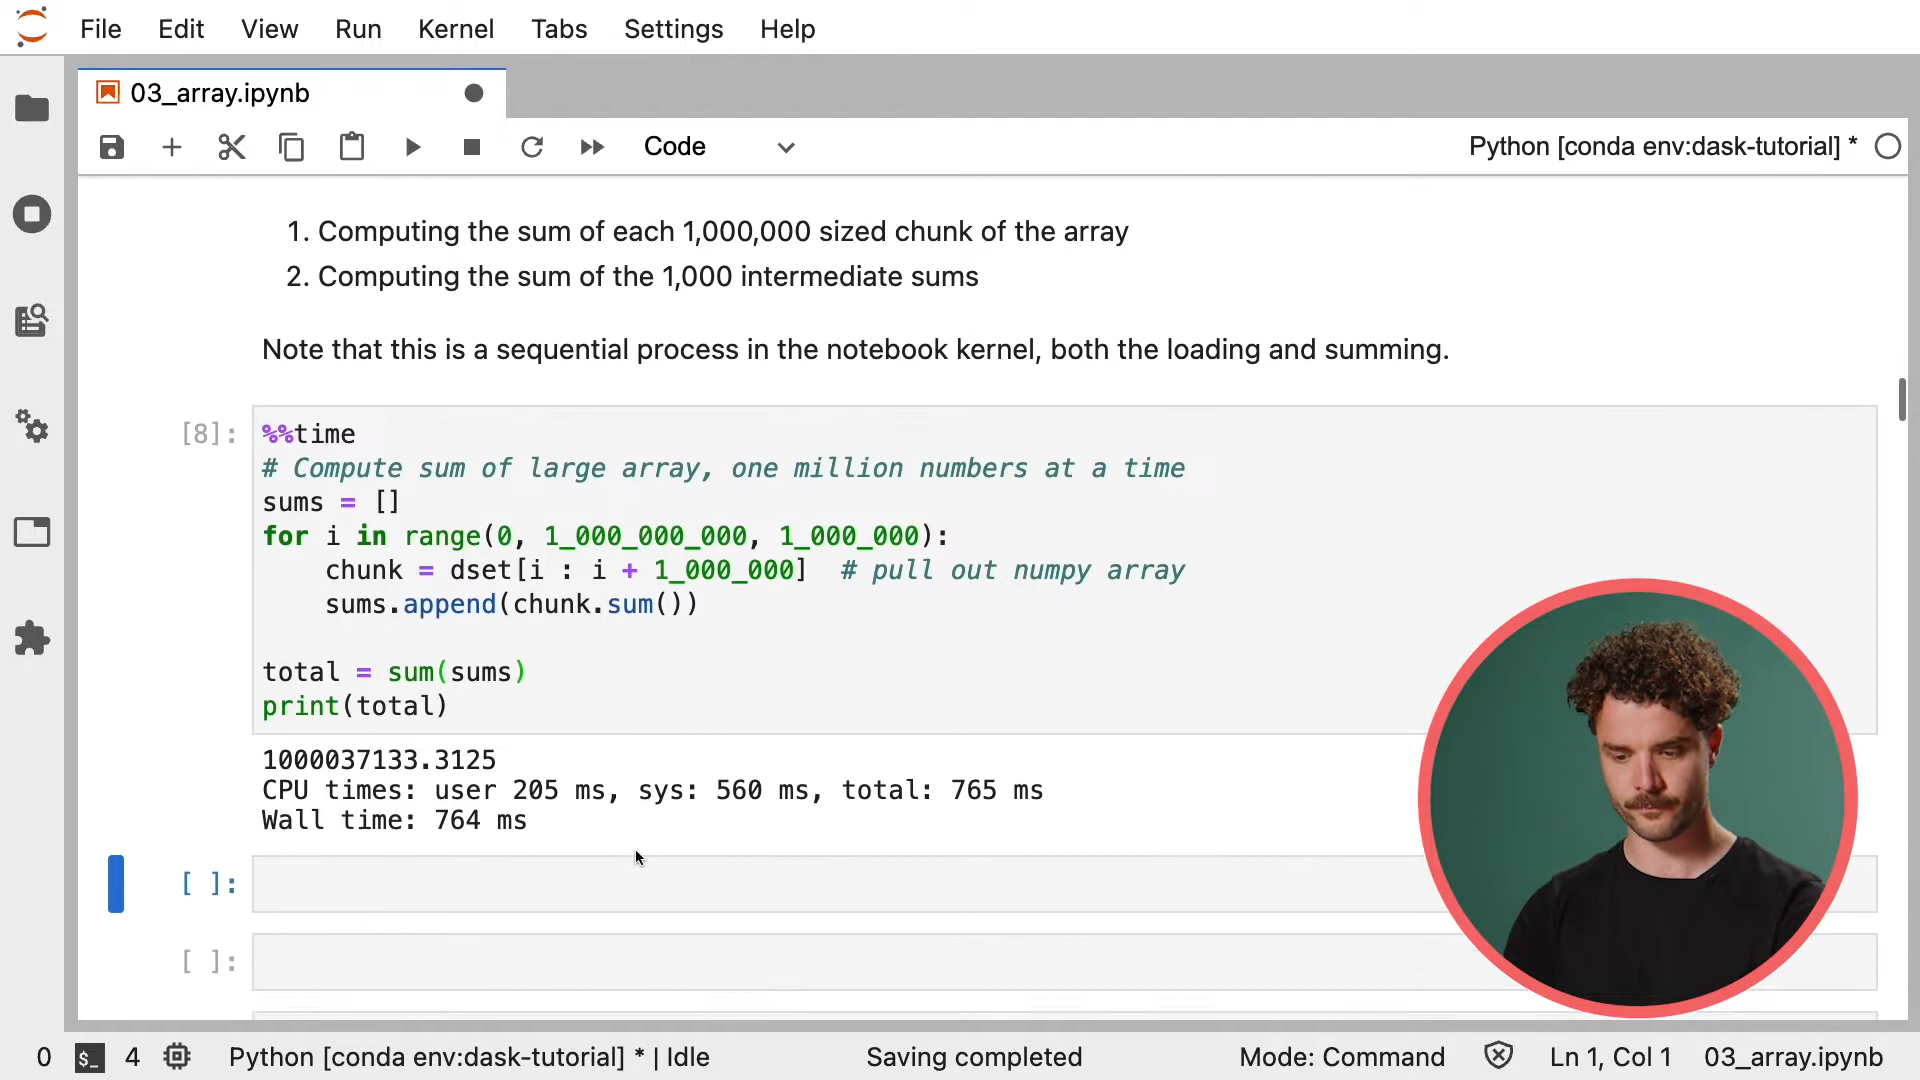 File Edit View Run Kernel Tabs Settings Help
03_array.ipynb
Code
Python [conda env:dask-tutorial] *
1. Computing the sum of each 1,000,000 sized chunk of the array
2. Computing the sum of the 1,000 intermediate sums
Note that this is a sequential process in the notebook kernel, both the loading and summing.
[8]:
%%time
# Compute sum of large array, one million numbers at a time
sums = []
for i in range(0, 1_000_000_000, 1_000_000):
    chunk = dset[i : i + 1_000_000]  # pull out numpy array
    sums.append(chunk.sum())
total = sum(sums)
print(total)
1000037133.3125
CPU times: user 205 ms, sys: 560 ms, total: 765 ms
Wall time: 764 ms
[ ]:
[ ]:
0 $_ 4 Python [conda env:dask-tutorial] * | Idle Saving completed Mode: Command Ln 1, Col 1 03_array.ipynb